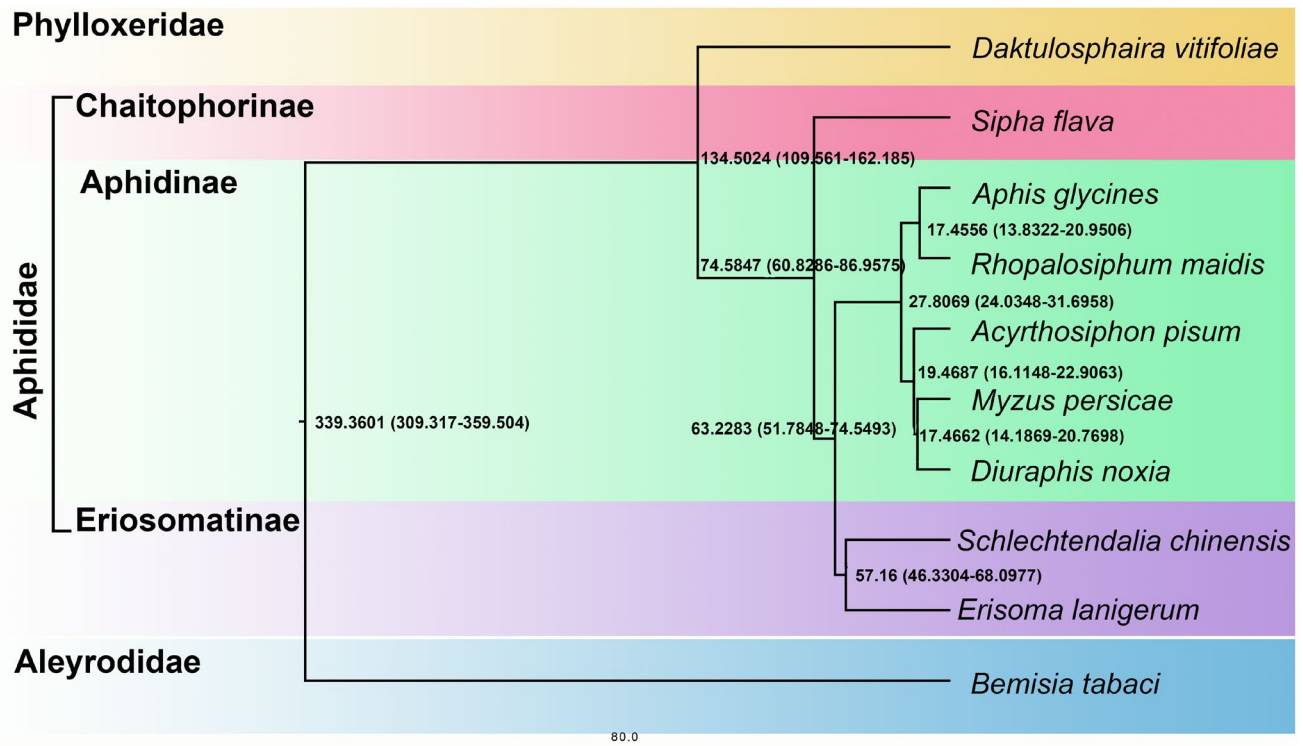 Phylloxeridae
Daktulosphaira vitifoliae
Chaitophorinae
Sipha flava
134.5024 (109.561-162.185)
Aphidinae
Aphis glycines
17.4556 (13.8322-20.9506)
74.5847 (60.8286-86.9575)
Rhopalosiphum maidis
27.8069 (24.0348-31.6958)
Aphididae
Acyrthosiphon pisum
19.4687 (16.1148-22.9063)
Myzus persicae
339.3601 (309.317-359.504)
63.2283 (51.7848-74.5493)
17.4662 (14.1869-20.7698)
Diuraphis noxia
Eriosomatinae
Schlechtendalia chinensis
57.16 (46.3304-68.0977)
Erisoma lanigerum
Aleyrodidae
Bemisia tabaci
80.0